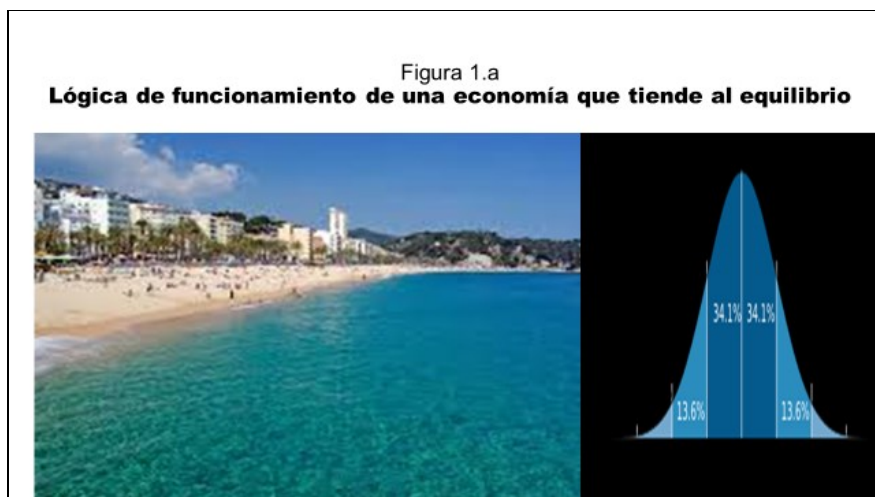 Figura 1.a
Lógica de funcionamiento de una economía que tiende al equilibrio
34.1% 34.1%
13.6% 13.6%